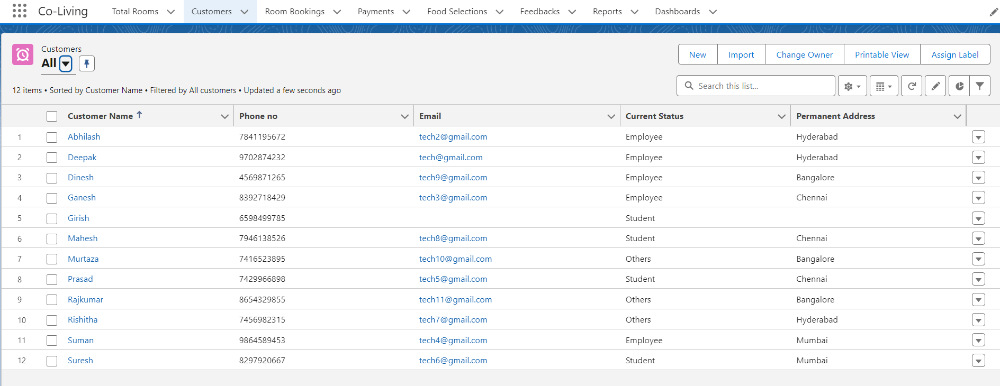 Co-Living Total Rooms Customers Room Bookings Payments Food Selections Feedbacks Reports Dashboards
Customers
All
New Import Change Owner Printable View Assign Label
12 items • Sorted by Customer Name • Filtered by All customers • Updated a few seconds ago
Search this list...
Customer Name Phone no Email Current Status Permanent Address
1 Abhilash 7841195672 tech2@gmail.com Employee Hyderabad
2 Deepak 9702874232 tech@gmail.com Employee Hyderabad
3 Dinesh 4569871265 tech9@gmail.com Employee Bangalore
4 Ganesh 8392718429 tech3@gmail.com Employee Chennai
5 Girish 6598499785 Student
6 Mahesh 7946138526 tech8@gmail.com Student Chennai
7 Murtaza 7416523895 tech10@gmail.com Others Bangalore
8 Prasad 7429966898 tech5@gmail.com Student Chennai
9 Rajkumar 8654329855 tech11@gmail.com Others Bangalore
10 Rishitha 7456982315 tech7@gmail.com Others Hyderabad
11 Suman 9864589453 tech4@gmail.com Employee Mumbai
12 Suresh 8297920667 tech6@gmail.com Student Mumbai